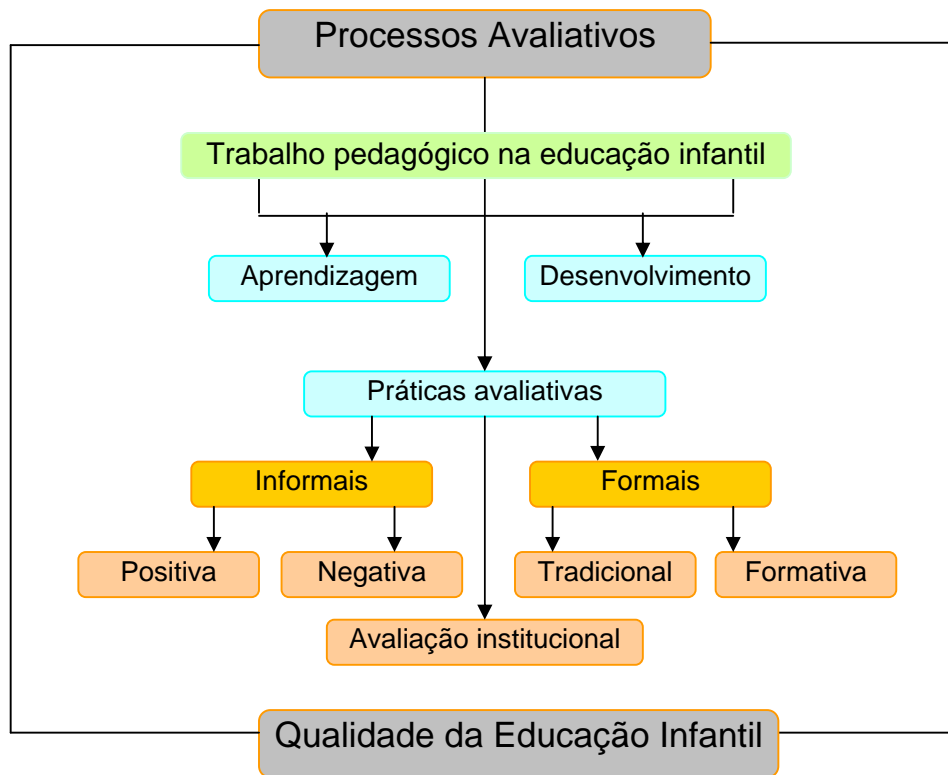 Processos Avaliativos
Trabalho pedagógico na educação infantil
Aprendizagem
Desenvolvimento
Práticas avaliativas
Informais
Formais
Positiva
Negativa
Tradicional
Formativa
Avaliação institucional
Qualidade da Educação Infantil